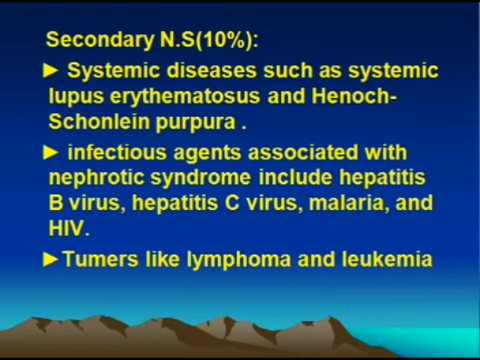 Secondary N.S(10%):
► Systemic diseases such as systemic
lupus erythematosus and Henoch-
Schonlein purpura .
► infectious agents associated with
nephrotic syndrome include hepatitis
B virus, hepatitis C virus, malaria, and
HIV.
►Tumers like lymphoma and leukemia